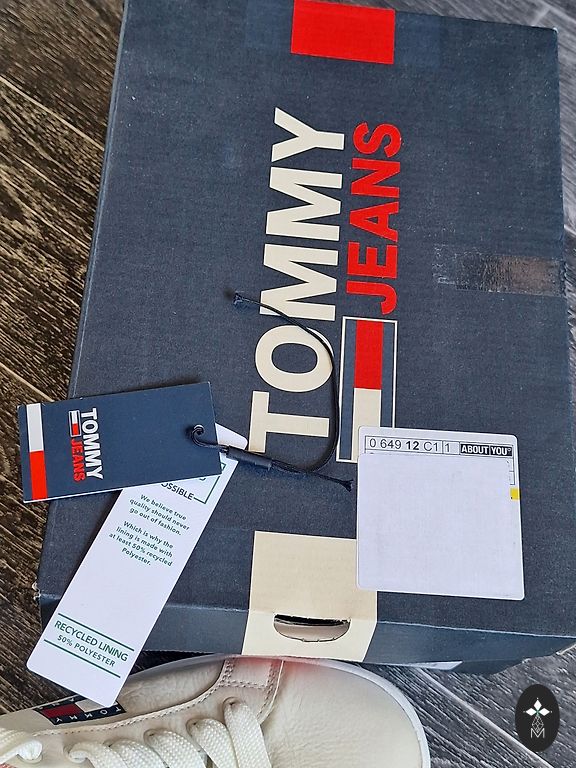 TOMMY
JEANS
TOMMY
JEANS
0 649 12 C1 1 ABOUT YOU
OSSIBLE
We believe true
quality should never
go out of fashion.
Which is why the
lining is made with
at least 50% recycled
Polyester.
RECYCLED LINING
50% POLYESTER
TOMMY
M